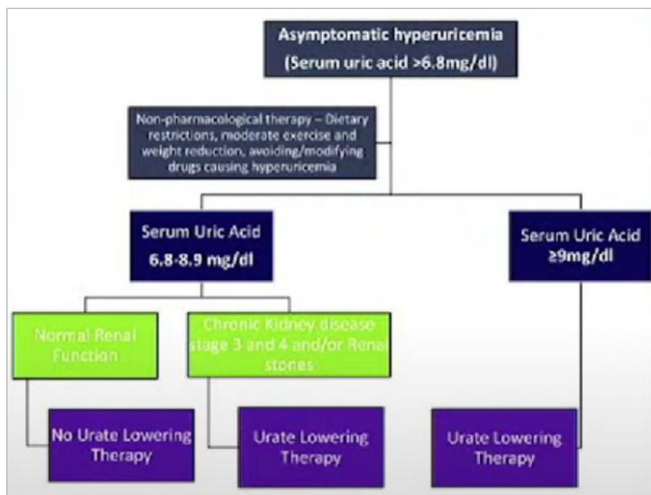 Asymptomatic hyperuricemia
(Serum uric acid >6.8mg/dl)
Non-pharmacological therapy – Dietary
restrictions, moderate exercise and
weight reduction, avoiding/modifying
drugs causing hyperuricemia
Serum Uric Acid
6.8-8.9 mg/dl
Serum Uric Acid
≥9mg/dl
Normal Renal
Function
Chronic Kidney disease
stage 3 and 4 and/or Renal
stones
No Urate Lowering
Therapy
Urate Lowering
Therapy
Urate Lowering
Therapy